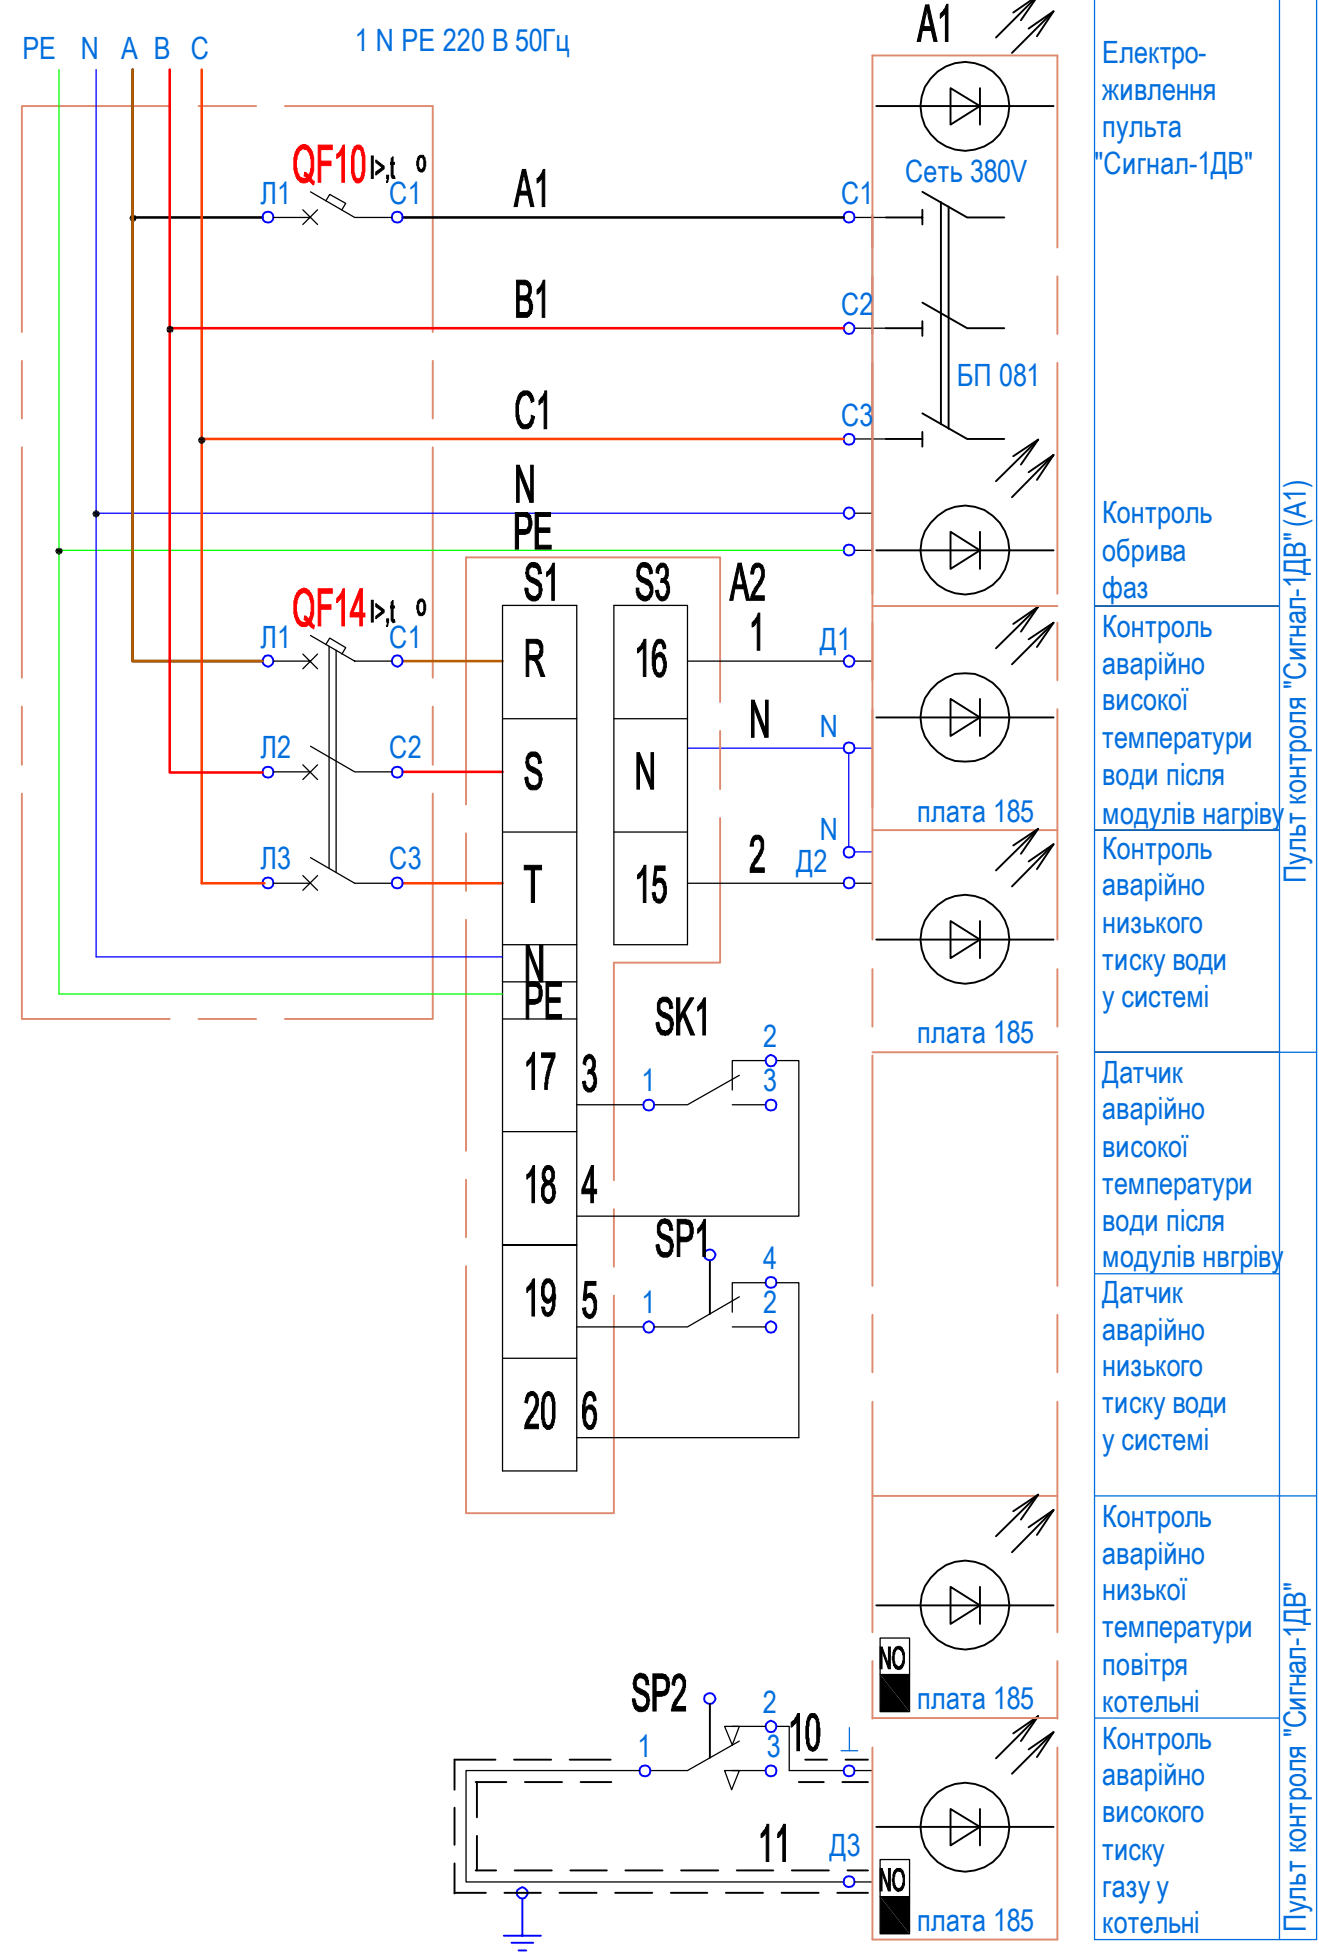 PE N A B C
1 N PE 220 В 50Гц
A1
Електро-
живлення
пульта
"Сигнал-1ДВ"
Сеть 380V
QF10 I>,t 0
Л1
C1
A1
C1
B1
C2
БП 081
C1
C3
N
PE
Контроль
обрива
фаз
Пульт контроля "Сигнал-1ДВ" (А1)
QF14 I>,t 0
Л1
C1
Л2
C2
Л3
C3
S1
R
S
T
N
PE
17
18
19
20
S3
16
N
15
A2
1
Д1
N
N
N
2
Д2
плата 185
Контроль
аварійно
високої
температури
води після
модулів нагріву
плата 185
Контроль
аварійно
низького
тиску води
у системі
3
4
5
6
SK1
1
2
3
Датчик
аварійно
високої
температури
води після
модулів нвгріву
SP1
1
4
2
Датчик
аварійно
низького
тиску води
у системі
Контроль
аварійно
низької
температури
повітря
котельні
NO
плата 185
Пульт контроля "Сигнал-1ДВ"
SP2
1
2
3
10
⊥
11
Д3
NO
плата 185
Контроль
аварійно
високого
тиску
газу у
котельні